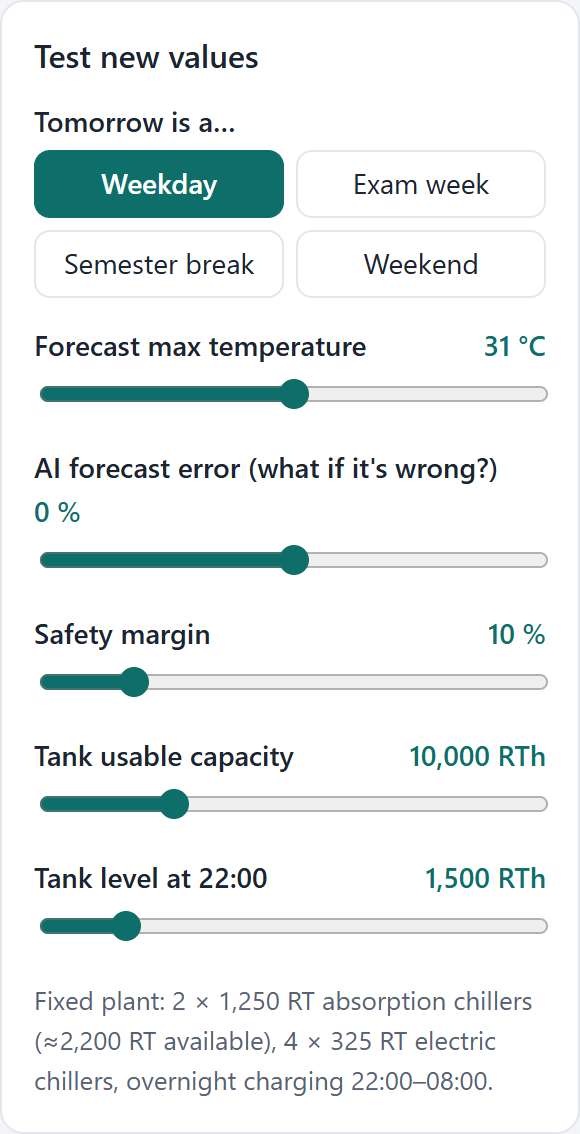 Test new values
Tomorrow is a...
Weekday
Exam week
Semester break
Weekend
Forecast max temperature
31 °C
AI forecast error (what if it's wrong?)
0 %
Safety margin
10 %
Tank usable capacity
10,000 RTh
Tank level at 22:00
1,500 RTh
Fixed plant: 2 × 1,250 RT absorption chillers
(≈2,200 RT available), 4 × 325 RT electric
chillers, overnight charging 22:00–08:00.